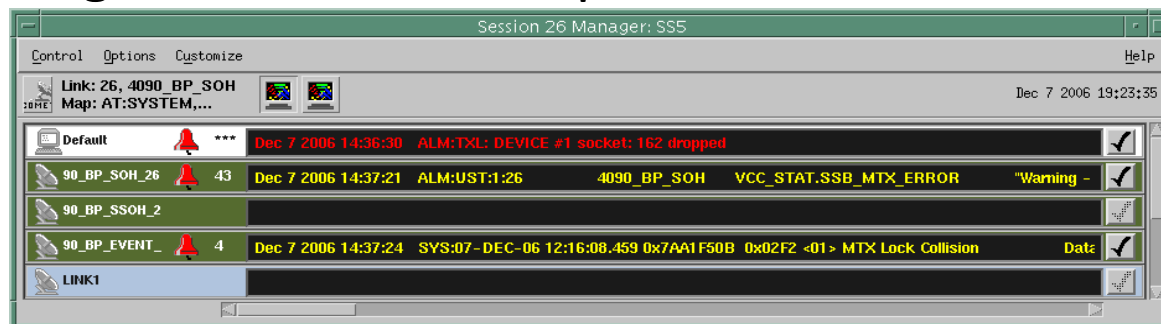 Session 26 Manager: SS5
Control Options Customize Help
Link: 26, 4090_BP_SOH
Map: AT:SYSTEM,...
Dec 7 2006 19:23:35
Default *** Dec 7 2006 14:36:30 ALM:TXL: DEVICE #1 socket: 162 dropped
90_BP_SOH_26 43 Dec 7 2006 14:37:21 ALM:UST:1:26 4090_BP_SOH VCC_STAT.SSB_MTX_ERROR "Warning -
90_BP_SSOH_2
90_BP_EVENT_ 4 Dec 7 2006 14:37:24 SYS:07-DEC-06 12:16:08.459 0x7AA1F50B 0x02F2 <01> MTX Lock Collision Data
LINK1